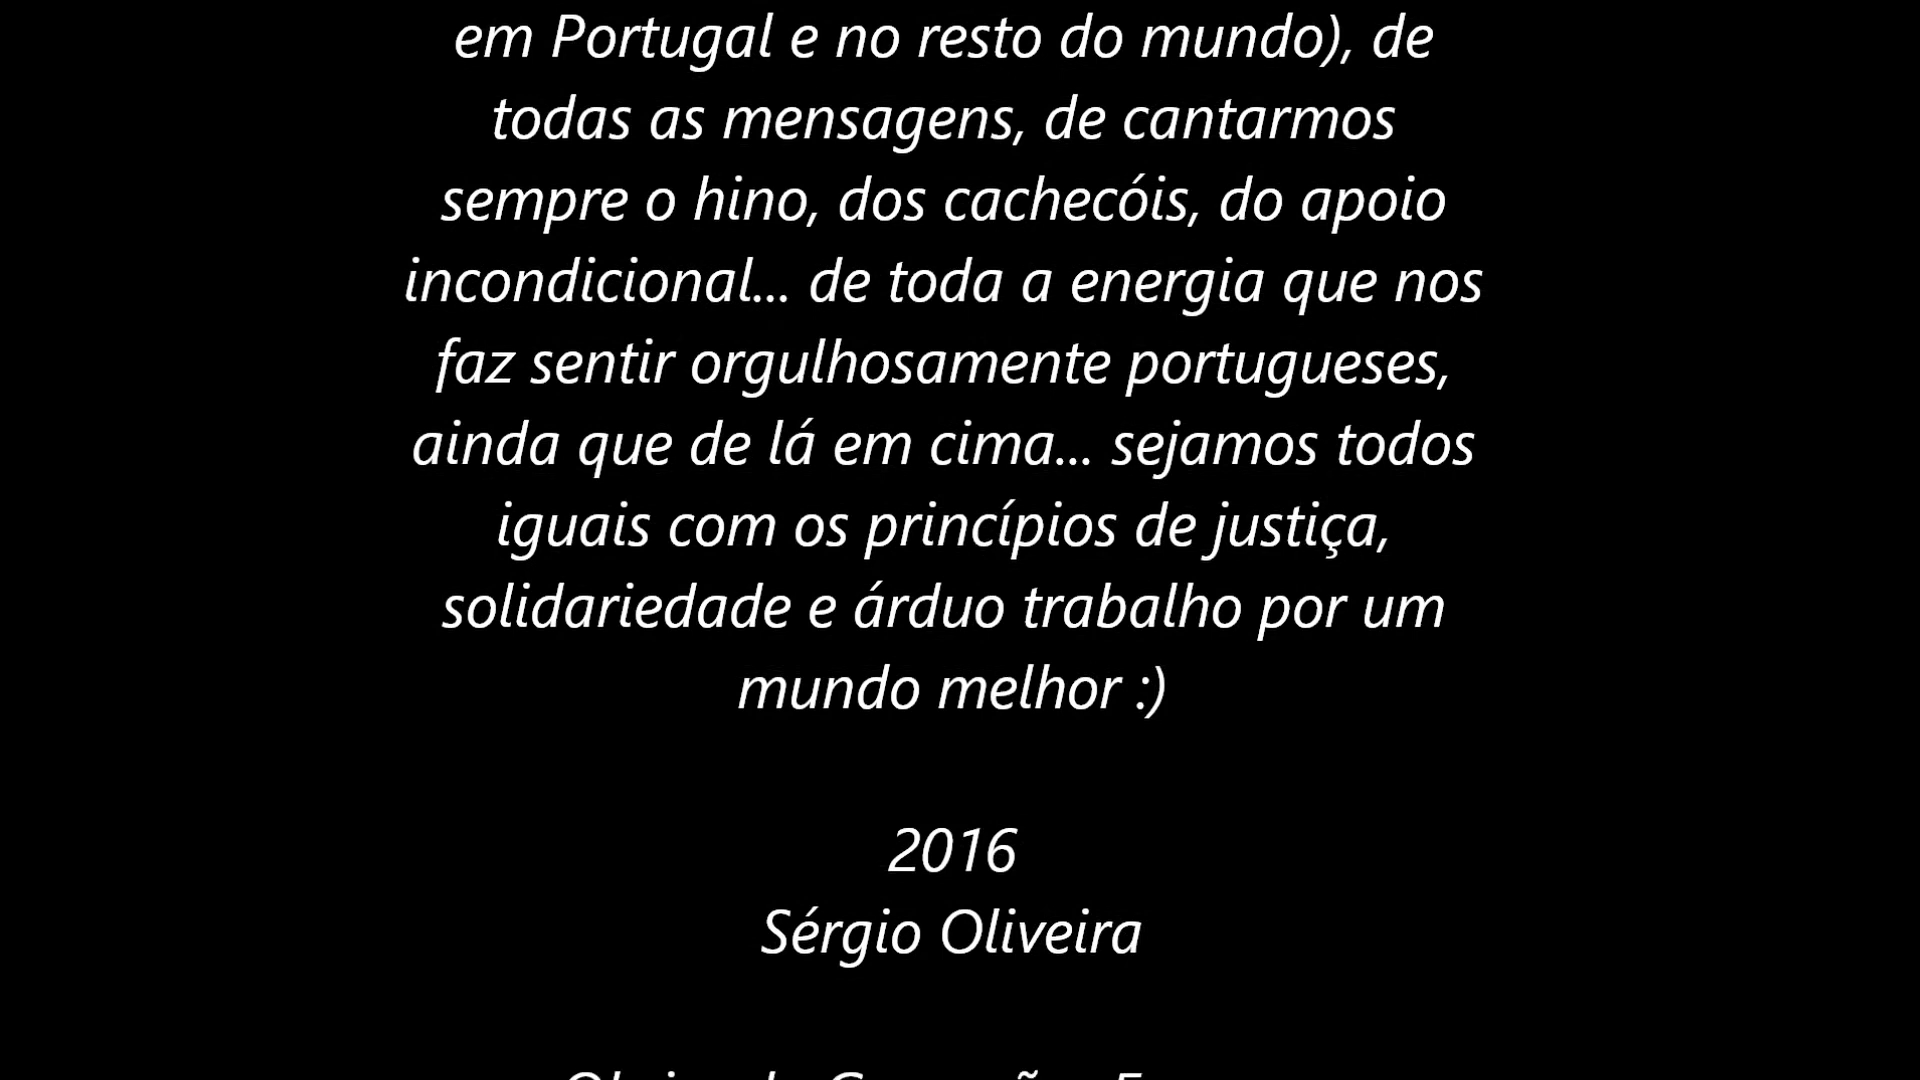 em Portugal e no resto do mundo), de
todas as mensagens, de cantarmos
sempre o hino, dos cachecóis, do apoio
incondicional... de toda a energia que nos
faz sentir orgulhosamente portugueses,
ainda que de lá em cima... sejamos todos
iguais com os princípios de justiça,
solidariedade e árduo trabalho por um
mundo melhor :)
2016
Sérgio Oliveira